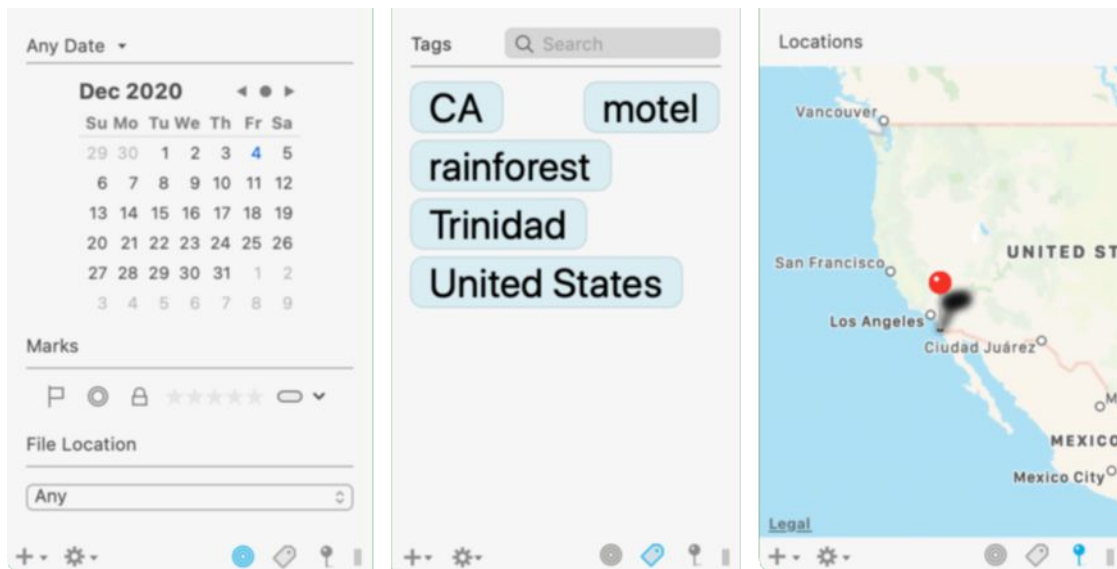 Any Date
Dec 2020
Su Mo Tu We Th Fr Sa
29 30 1 2 3 4 5
6 7 8 9 10 11 12
13 14 15 16 17 18 19
20 21 22 23 24 25 26
27 28 29 30 31 1 2
3 4 5 6 7 8 9
Marks
File Location
Any
Tags
Search
CA motel
rainforest
Trinidad
United States
Locations
Vancouver
UNITED ST
San Francisco
Los Angeles
Ciudad Juárez
M
MEXICO
Mexico City
Legal